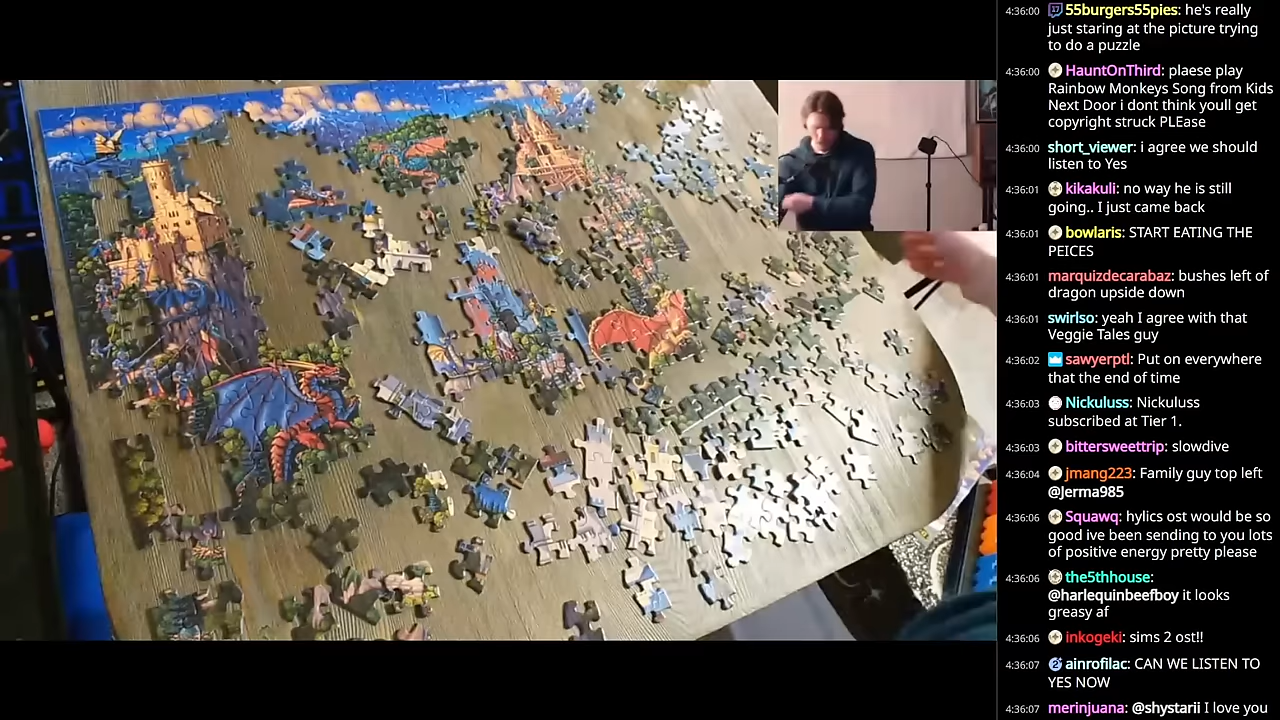 4:36:00 55burgers55pies: he's really
just staring at the picture trying
to do a puzzle
4:36:00 HauntOnThird: plaese play
Rainbow Monkeys Song from Kids
Next Door i dont think youll get
copyright struck PLEase
4:36:00 short_viewer: i agree we should
listen to Yes
4:36:01 kikakuli: no way he is still
going.. I just came back
4:36:01 bowlaris: START EATING THE
PEICES
4:36:01 marquizdecarabaz: bushes left of
dragon upside down
4:36:01 swirlso: yeah I agree with that
Veggie Tales guy
4:36:02 sawyerptl: Put on everywhere
that the end of time
4:36:03 Nickuluss: Nickuluss
subscribed at Tier 1.
4:36:03 bittersweettrip: slowdive
4:36:04 jmang223: Family guy top left
@Jerma985
4:36:06 Squawq: hylics ost would be so
good ive been sending to you lots
of positive energy pretty please
4:36:06 the5thhouse:
@harlequinbeefboy it looks
greasy af
4:36:06 inkogeki: sims 2 ost!!
4:36:07 ainrofilac: CAN WE LISTEN TO
YES NOW
4:36:07 merinjuana: @shystarii I love you